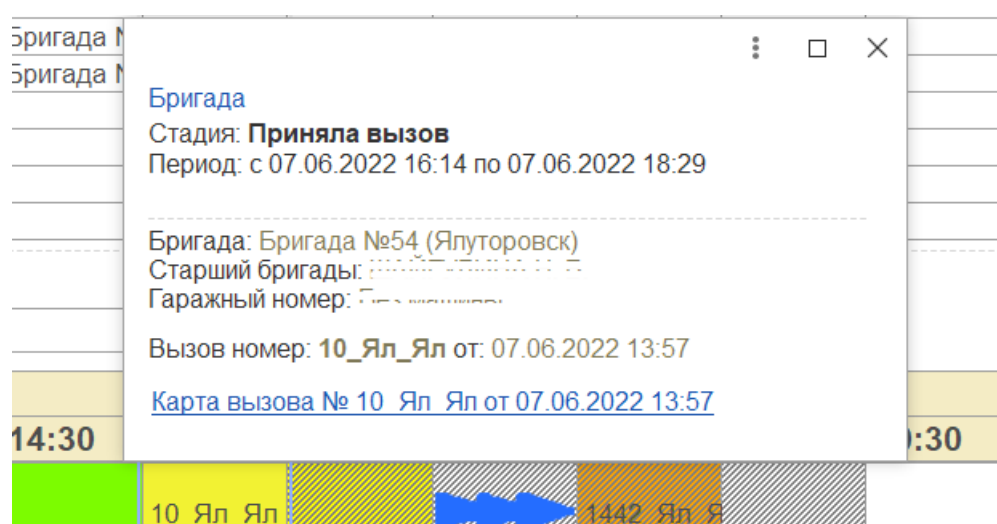 Бригада
Бригада
Бригада
Стадия: Приняла вызов
Период: с 07.06.2022 16:14 по 07.06.2022 18:29
Бригада: Бригада №54 (Ялуторовск)
Старший бригады:
Гаражный номер:
Вызов номер: 10_Ял_Ял от: 07.06.2022 13:57
Карта вызова № 10_Ял_Ял от 07.06.2022 13:57
14:30 :30
10_Ял_Ял 1442_Ял_Я